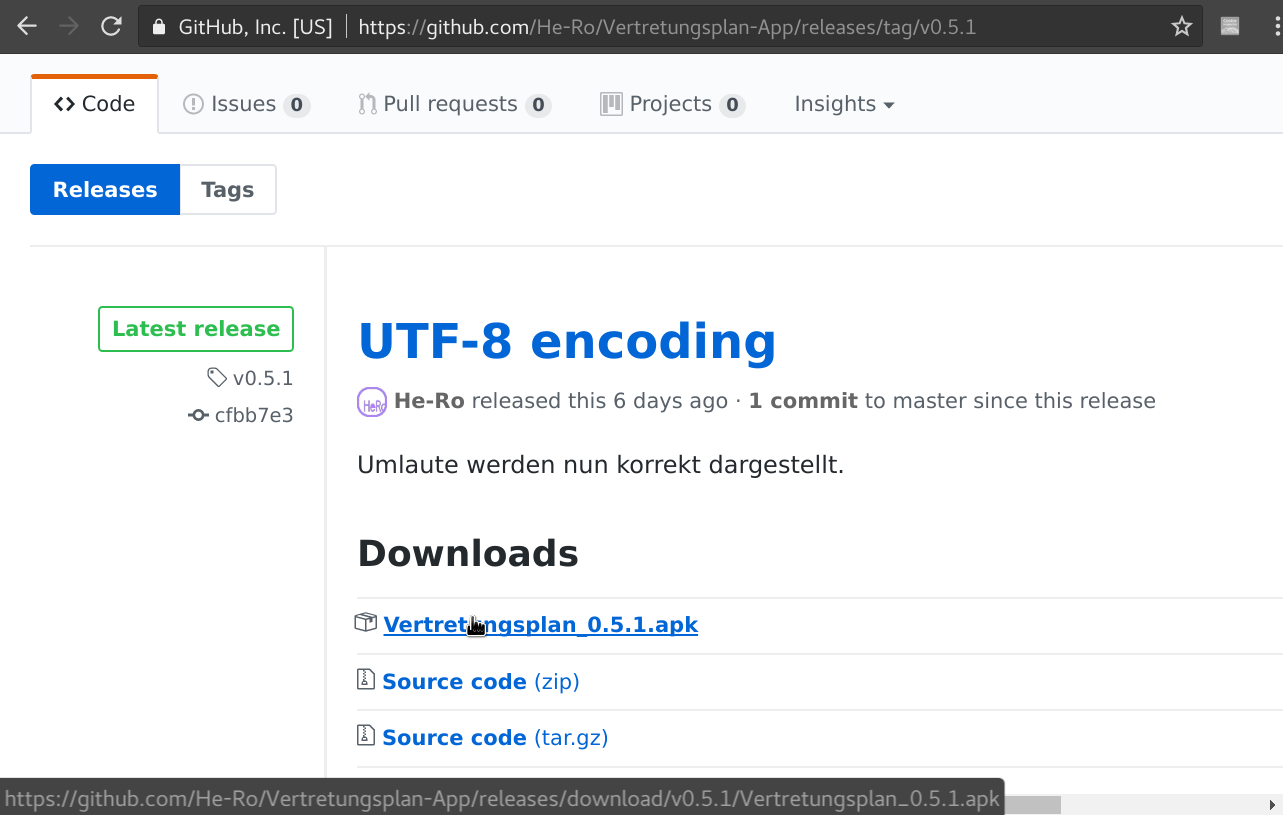 GitHub, Inc. [US] https://github.com/He-Ro/Vertretungsplan-App/releases/tag/v0.5.1
Code Issues 0 Pull requests 0 Projects 0 Insights
Releases Tags
Latest release
v0.5.1
cfbb7e3
UTF-8 encoding
HeRo He-Ro released this 6 days ago · 1 commit to master since this release
Umlaute werden nun korrekt dargestellt.
Downloads
Vertretungsplan_0.5.1.apk
Source code (zip)
Source code (tar.gz)
https://github.com/He-Ro/Vertretungsplan-App/releases/download/v0.5.1/Vertretungsplan_0.5.1.apk